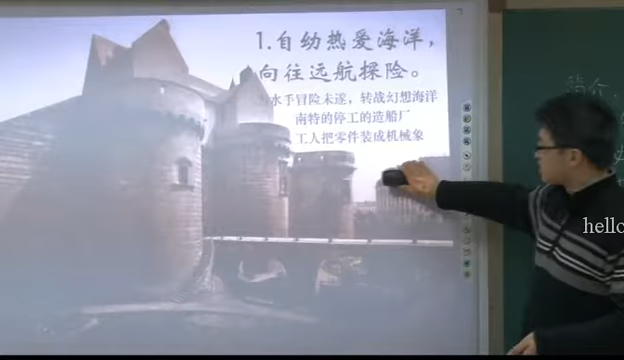 1.自幼热爱海洋，
向往远航探险。
水手冒险未遂，转战幻想海洋
南特的停工的造船厂
工人把零件装成机械象
简介
hello